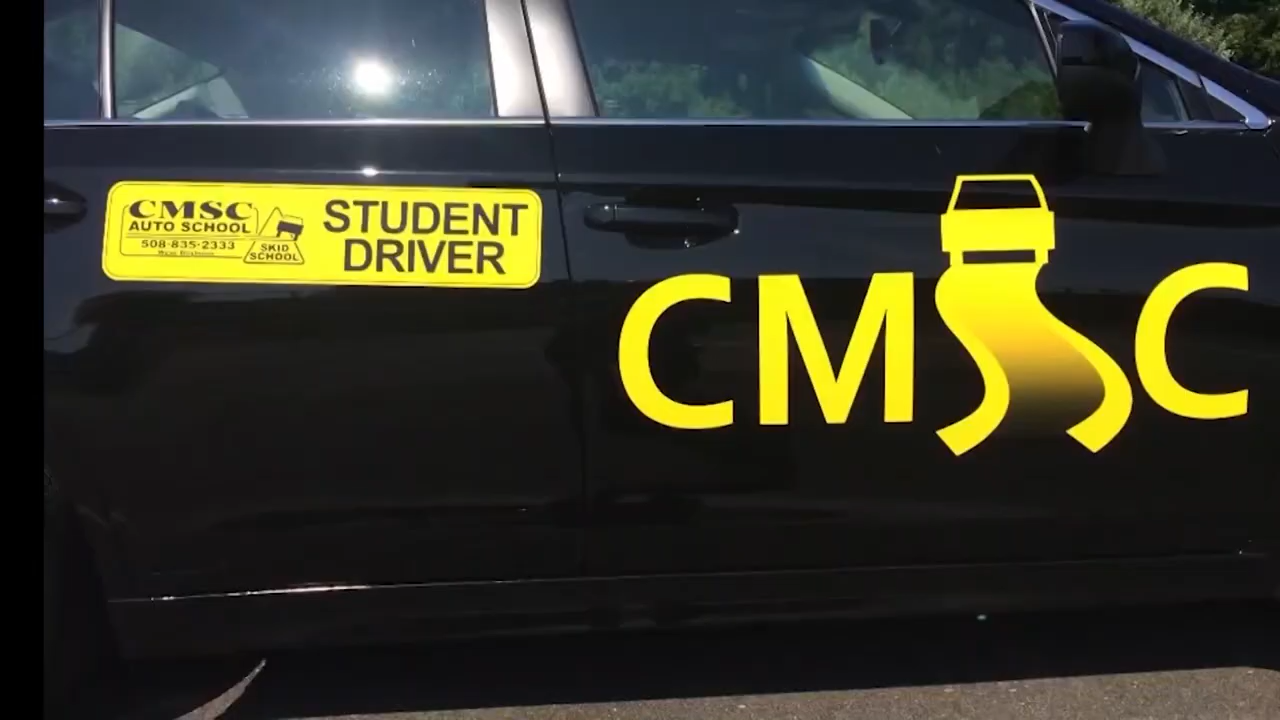 CMSC
AUTO SCHOOL
508-835-2333
SKID
SCHOOL
STUDENT
DRIVER
CMSC